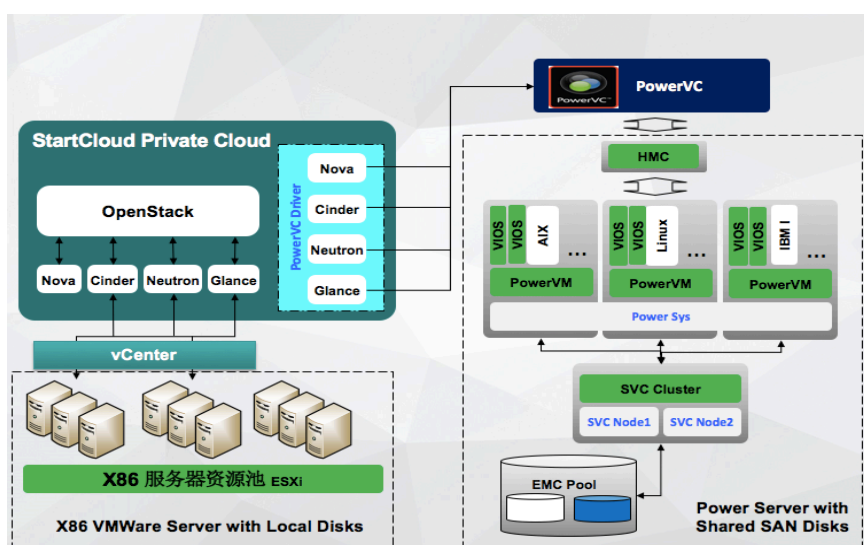 PowerVC
PowerVC™
StartCloud Private Cloud
HMC
OpenStack
Nova
Cinder
Neutron
Glance
PowerVC Driver
Nova
Cinder
Neutron
Glance
VIOS
VIOS
AIX
...
VIOS
VIOS
Linux
...
VIOS
VIOS
IBM I
...
PowerVM
PowerVM
PowerVM
Power Sys
vCenter
SVC Cluster
SVC Node1
SVC Node2
X86 服务器资源池 ESXi
EMC Pool
X86 VMWare Server with Local Disks
Power Server with
Shared SAN Disks